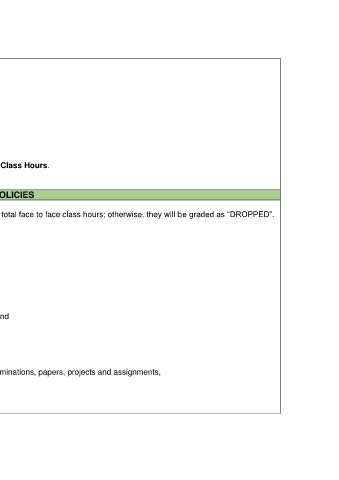 Class Hours.
OLICIES
total face to face class hours; otherwise, they will be graded as “DROPPED”.
nd
minations, papers, projects and assignments,